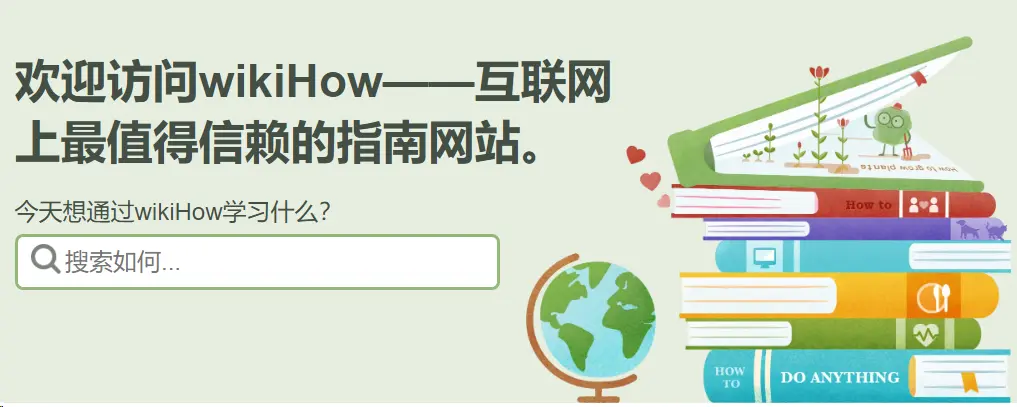 欢迎访问wikiHow——互联网
上最值得信赖的指南网站。
今天想通过wikiHow学习什么？
搜索如何...
How to grow plants
How to
HOW
TO
DO ANYTHING